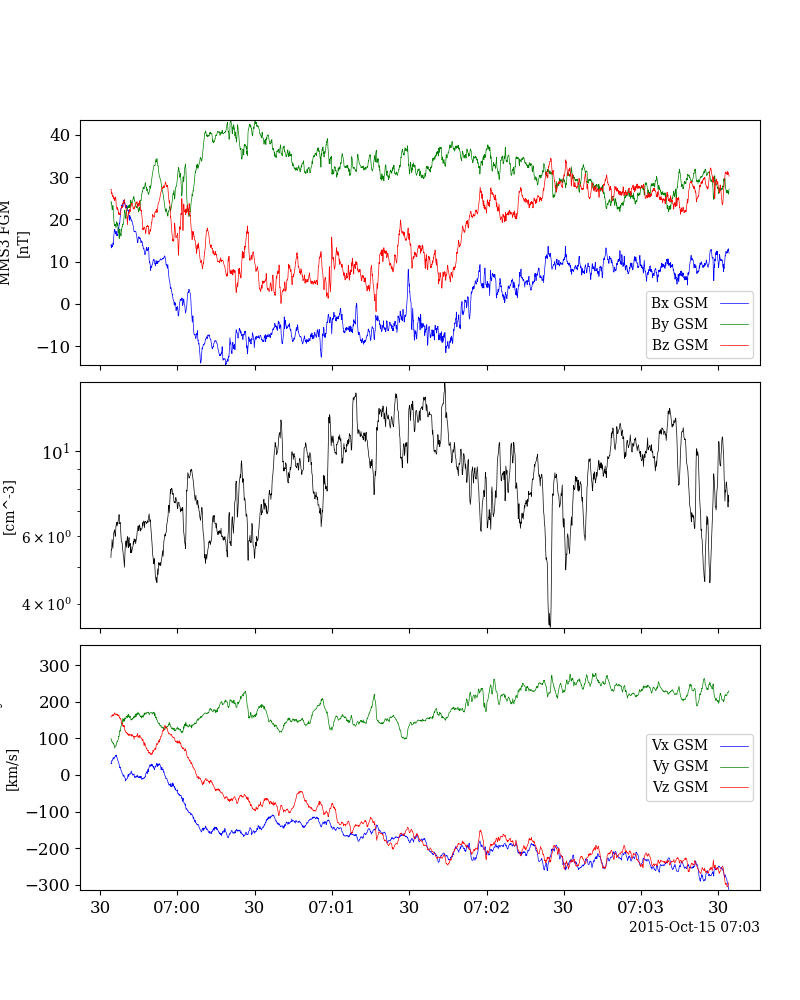 40
30
20
10
0
−10
MMS3 FGM
[nT]
Bx GSM
By GSM
Bz GSM
10^1
6 × 10^0
4 × 10^0
[cm^-3]
300
200
100
0
−100
−200
−300
[km/s]
Vx GSM
Vy GSM
Vz GSM
30 07:00 30 07:01 30 07:02 30 07:03 30
2015-Oct-15 07:03